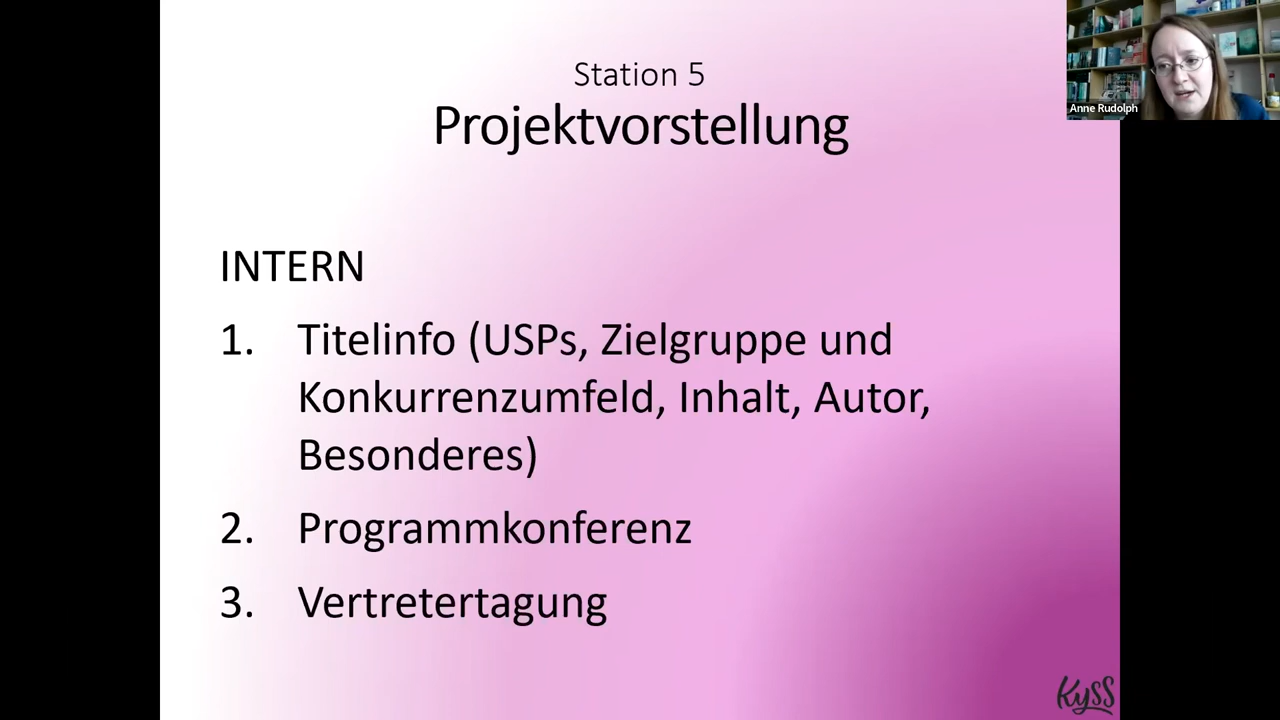 Station 5
Projektvorstellung
Anne Rudolph
INTERN
1. Titelinfo (USPs, Zielgruppe und
Konkurrenzumfeld, Inhalt, Autor,
Besonderes)
2. Programmkonferenz
3. Vertretertagung
KYSS